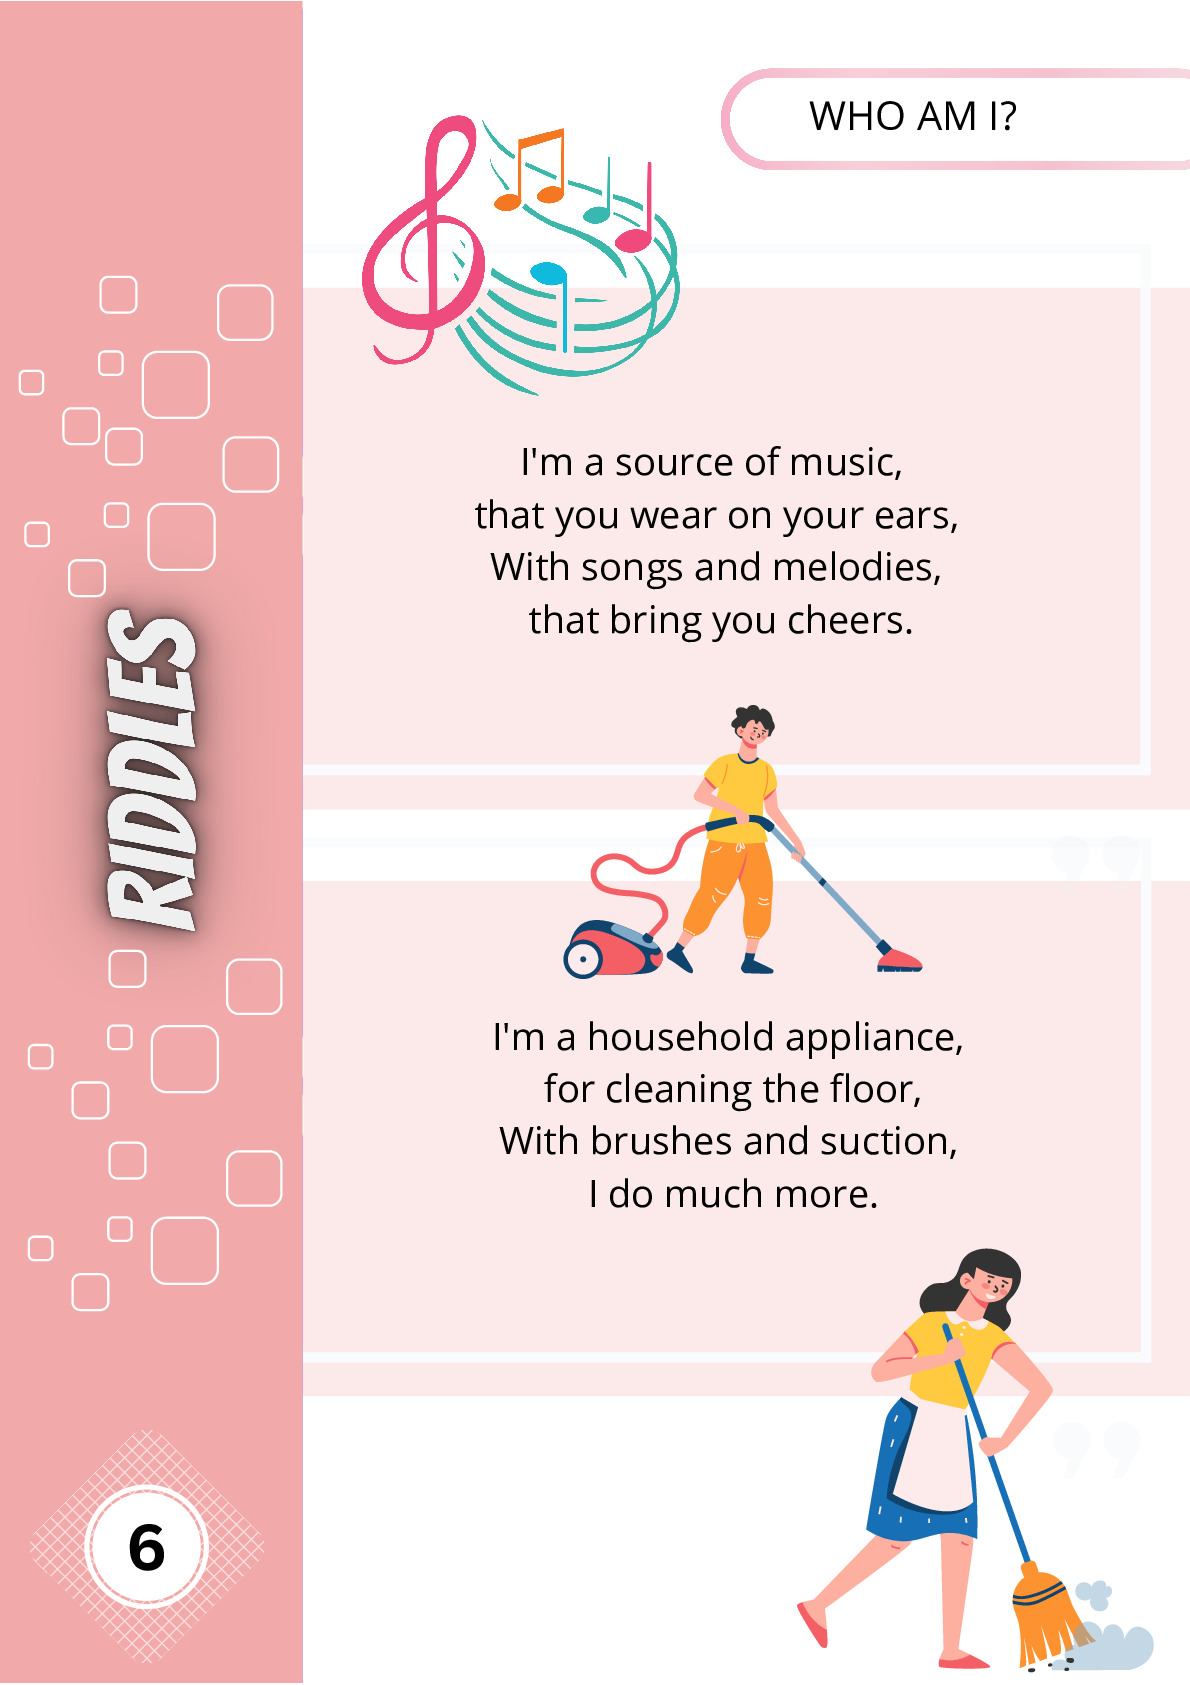 WHO AM I?
I'm a source of music,
that you wear on your ears,
With songs and melodies,
that bring you cheers.
RIDDLES
I'm a household appliance,
for cleaning the floor,
With brushes and suction,
I do much more.
6